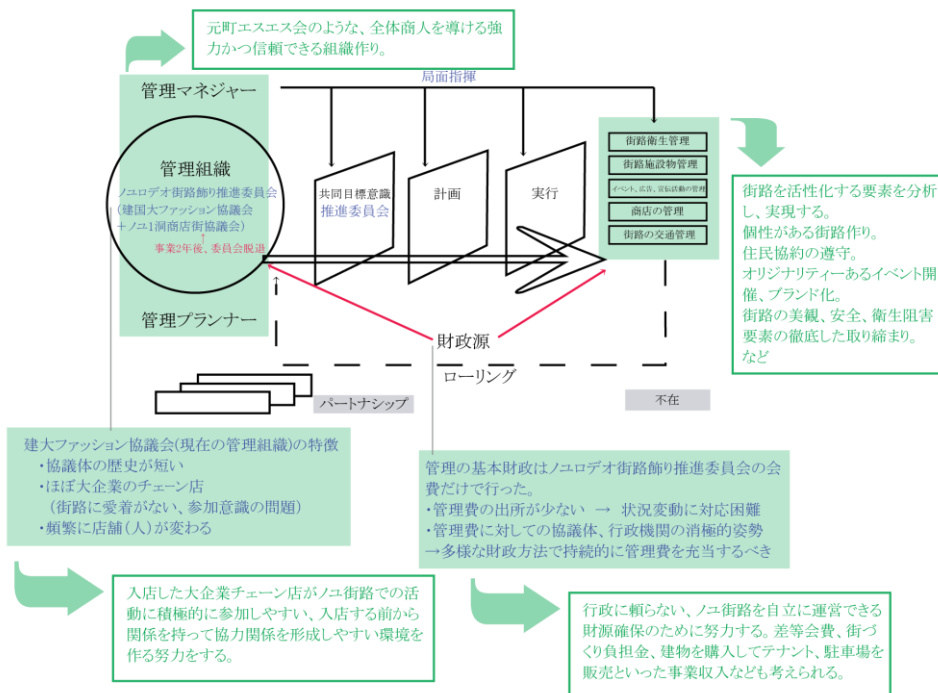 元町エスエス会のような、全体商人を導ける強
力かつ信頼できる組織作り。
管理マネジャー
局面指揮
管理組織
ノユロデオ街路飾り推進委員会
(建国大ファッション協議会
+ノユ1洞商店街協議会)
↑
事業2年後、委員会脱退
共同目標意識
推進委員会
計画
実行
街路衛生管理
街路施設物管理
イベント、広告、宣伝活動の管理
商店の管理
街路の交通管理
街路を活性化する要素を分析
し、実現する。
個性がある街路作り。
住民協約の遵守。
オリジナリティーあるイベント開
催、ブランド化。
街路の美観、安全、衛生阻害
要素の徹底した取り締まり。
など
管理プランナー
財政源
ローリング
パートナシップ
不在
建大ファッション協議会(現在の管理組織)の特徴
・協議体の歴史が短い
・ほぼ大企業のチェーン店
(街路に愛着がない、参加意識の問題)
・頻繁に店舗(人)が変わる
管理の基本財政はノユロデオ街路飾り推進委員会の会
費だけで行った。
・管理費の出所が少ない → 状況変動に対応困難
・管理費に対しての協議体、行政機関の消極的姿勢
→多様な財政方法で持続的に管理費を充当するべき
入店した大企業チェーン店がノユ街路での活
動に積極的に参加しやすい、入店する前から
関係を持って協力関係を形成しやすい環境を
作る努力をする。
行政に頼らない、ノユ街路を自立に運営できる
財源確保のために努力する。差等会費、街づ
くり負担金、建物を購入してテナント、駐車場を
販売といった事業収入なども考えられる。